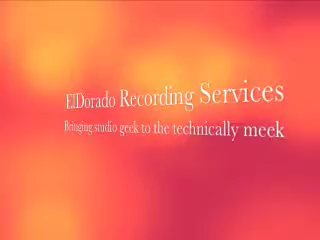 ElDorado Recording Services
Bringing studio geek to the technically meek